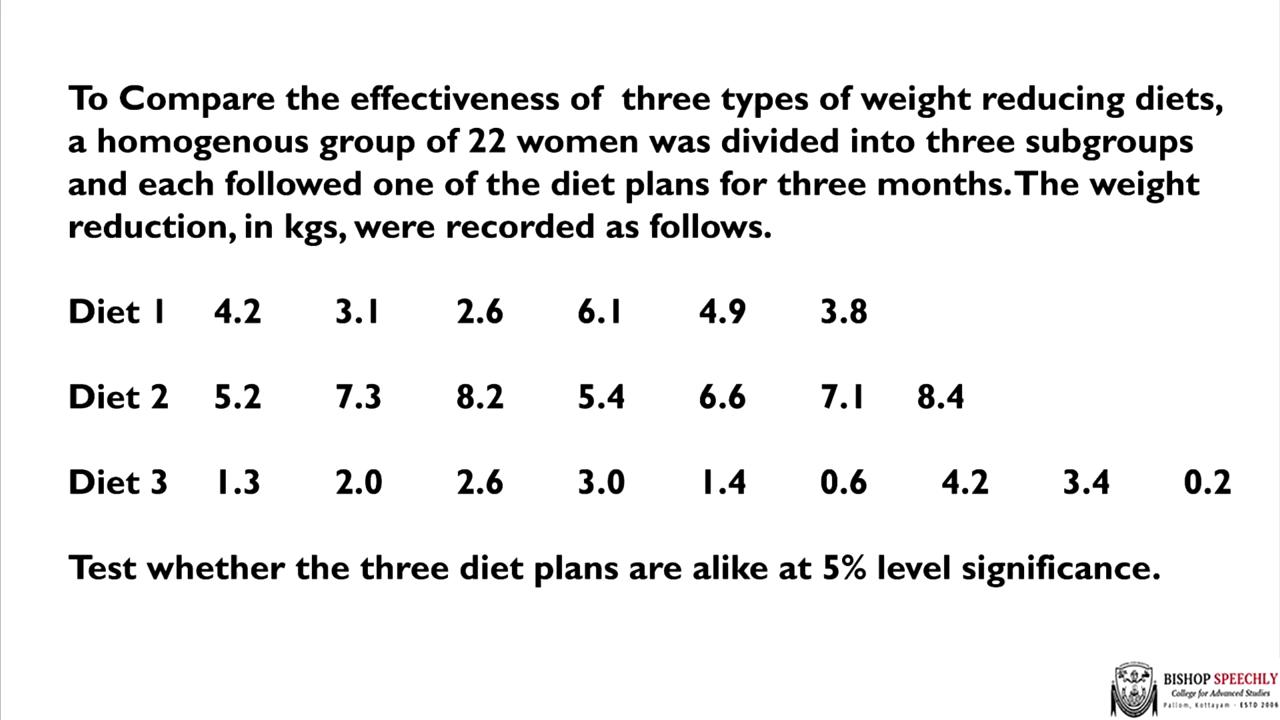 To Compare the effectiveness of three types of weight reducing diets,
a homogenous group of 22 women was divided into three subgroups
and each followed one of the diet plans for three months. The weight
reduction, in kgs, were recorded as follows.
Diet 1 4.2 3.1 2.6 6.1 4.9 3.8
Diet 2 5.2 7.3 8.2 5.4 6.6 7.1 8.4
Diet 3 1.3 2.0 2.6 3.0 1.4 0.6 4.2 3.4 0.2
Test whether the three diet plans are alike at 5% level significance.
BISHOP SPEECHLY
College for Advanced Studies
Pallom, Kottayam - ESTD 2006